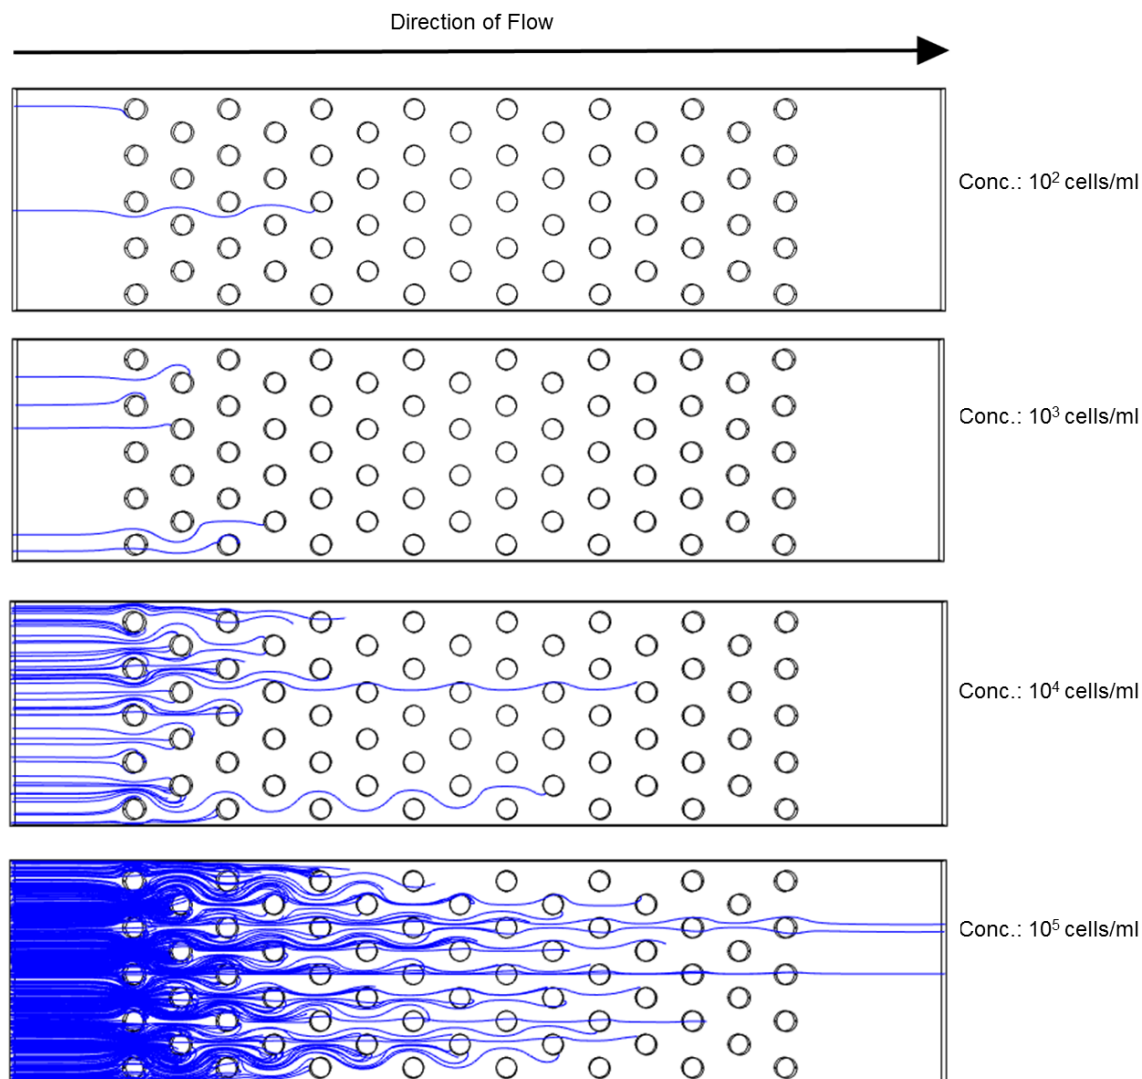 Direction of Flow
Conc.: 10² cells/ml
Conc.: 10³ cells/ml
Conc.: 10⁴ cells/ml
Conc.: 10⁵ cells/ml